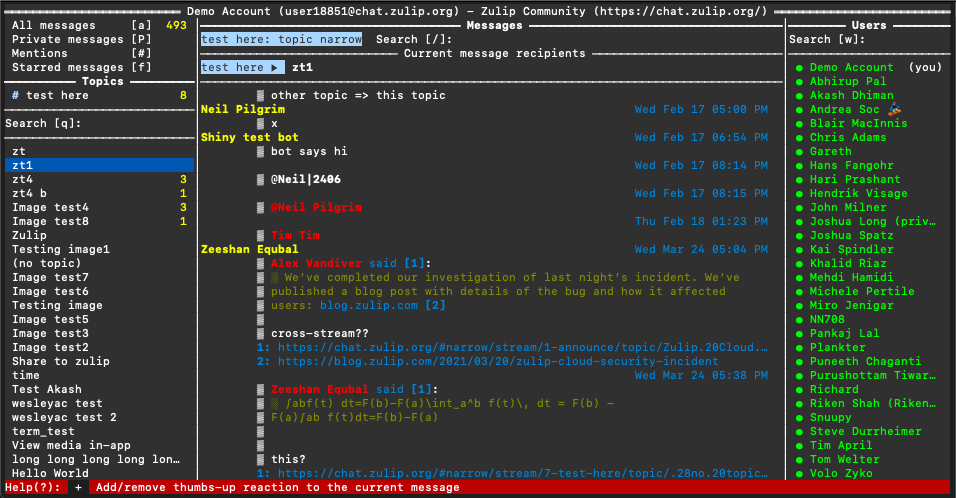 Demo Account (user18851@chat.zulip.org) – Zulip Community (https://chat.zulip.org/)
All messages [a] 493
Private messages [P]
Mentions [#]
Starred messages [f]
Topics
# test here 8
Search [q]:
zt
zt1
zt4 3
zt4 b 1
Image test4 3
Image test8 1
Zulip
Testing image1
(no topic)
Image test7
Image test6
Testing image
Image test5
Image test3
Image test2
Share to zulip
time
Test Akash
wesleyac test
wesleyac test 2
term_test
View media in-app
long long long long lon…
Hello World
Messages
test here: topic narrow Search [/]:
Current message recipients
test here ▶ zt1
other topic => this topic
Neil Pilgrim Wed Feb 17 05:00 PM
x
Shiny test bot Wed Feb 17 06:54 PM
bot says hi
Wed Feb 17 08:14 PM
@Neil|2406
Wed Feb 17 08:15 PM
@Neil Pilgrim
Thu Feb 18 01:23 PM
Tim Tim
Zeeshan Equbal Wed Mar 24 05:04 PM
Alex Vandiver said [1]:
░ We’ve completed our investigation of last night’s incident. We’ve
published a blog post with details of the bug and how it affected
users: blog.zulip.com [2]
cross-stream??
1: https://chat.zulip.org/#narrow/stream/1-announce/topic/Zulip.20Cloud.…
2: https://blog.zulip.com/2021/03/20/zulip-cloud-security-incident
Wed Mar 24 05:38 PM
Zeeshan Equbal said [1]:
░ ∫abf(t) dt=F(b)−F(a)\int_a^b f(t)\, dt = F(b) -
F(a)∫ab f(t)dt=F(b)−F(a)
this?
1: https://chat.zulip.org/#narrow/stream/7-test-here/topic/.28no.20topic…
Users
Search [w]:
● Demo Account (you)
● Abhirup Pal
● Akash Dhiman
● Andrea Soc
● Blair MacInnis
● Chris Adams
● Gareth
● Hans Fangohr
● Hari Prashant
● Hendrik Visage
● John Milner
● Joshua Long (priv…
● Joshua Spatz
● Kai Spindler
● Khalid Riaz
● Mehdi Hamidi
● Michele Pertile
● Miro Jenigar
● NN708
● Pankaj Lal
● Plankter
● Puneeth Chaganti
● Purushottam Tiwar…
● Richard
● Riken Shah (Riken…
● Snuupy
● Steve Durrheimer
● Tim April
● Tom Welter
● Volo Zyko
Help(?): + Add/remove thumbs-up reaction to the current message